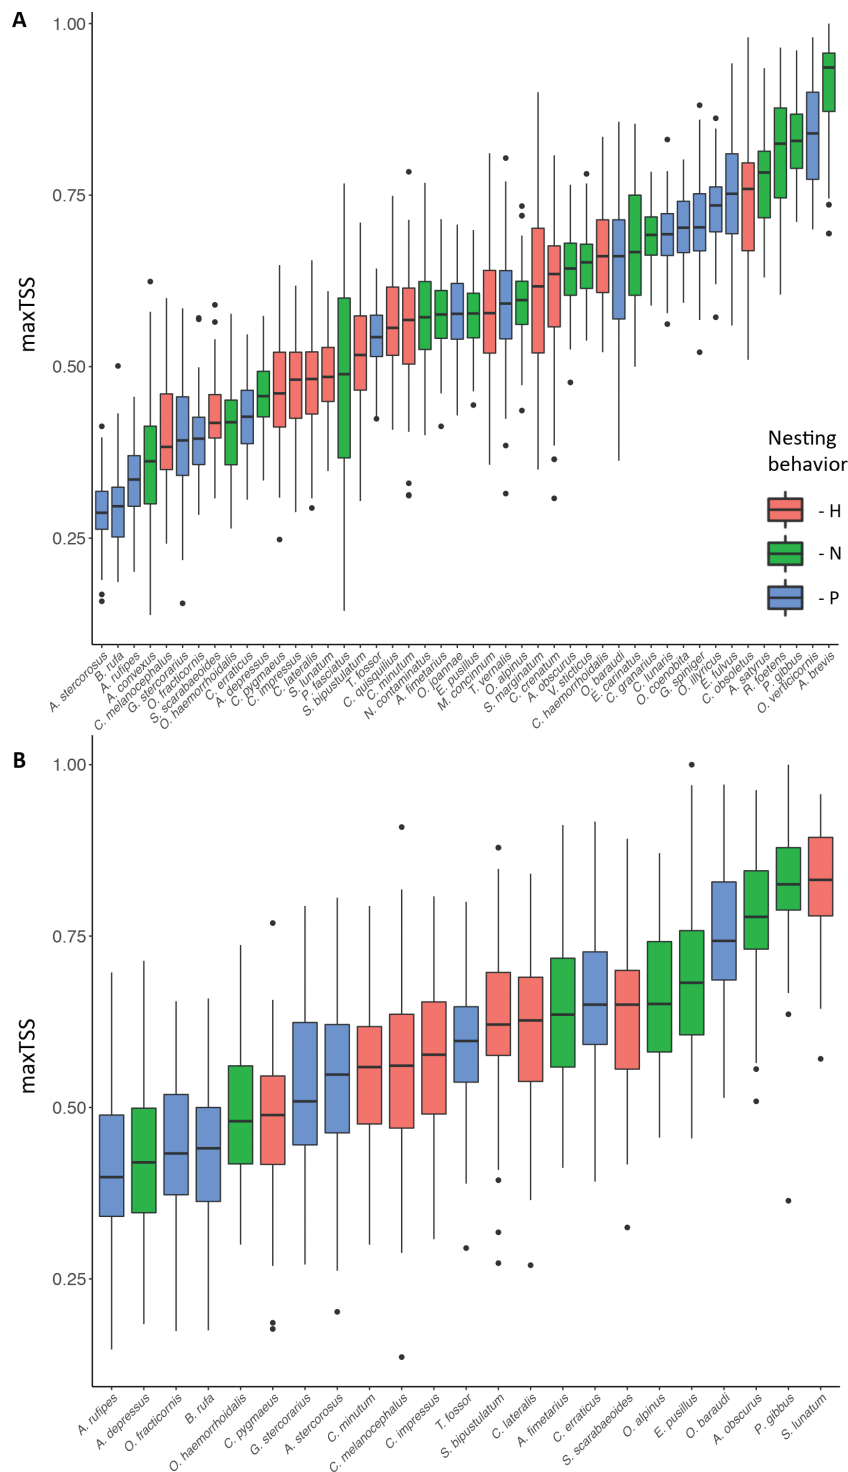 A
1.00
0.75
0.50
0.25
maxTSS
Nesting
behavior
- H
- N
- P
A. stercorosus
B. rufa
A. rufipes
A. convexus
C. melanocephalus
G. stercorarius
O. fracticornis
S. scarabaeoides
O. haemorrhoidalis
C. erraticus
A. depressus
C. pygmaeus
C. impressus
C. lateralis
S. lunatum
P. fasciatus
S. bipustulatum
T. fossor
C. quisquilius
C. minutum
N. contaminatus
A. fimetarius
O. joannae
E. pusillus
M. concinnum
T. vernalis
O. alpinus
S. marginatum
C. crenatum
A. obscurus
V. sticticus
C. haemorrhoidalis
O. baraudi
E. carinatus
C. granarius
C. lunaris
O. coenobita
G. spiniger
O. illyricus
E. fulvus
C. obsoletus
A. satyrus
R. foetens
P. gibbus
O. verticicornis
A. brevis
B
1.00
0.75
0.50
0.25
maxTSS
A. rufipes
A. depressus
O. fracticornis
B. rufa
O. haemorrhoidalis
C. pygmaeus
G. stercorarius
A. stercorosus
C. minutum
C. melanocephalus
C. impressus
T. fossor
S. bipustulatum
C. lateralis
A. fimetarius
C. erraticus
S. scarabaeoides
O. alpinus
E. pusillus
O. baraudi
A. obscurus
P. gibbus
S. lunatum